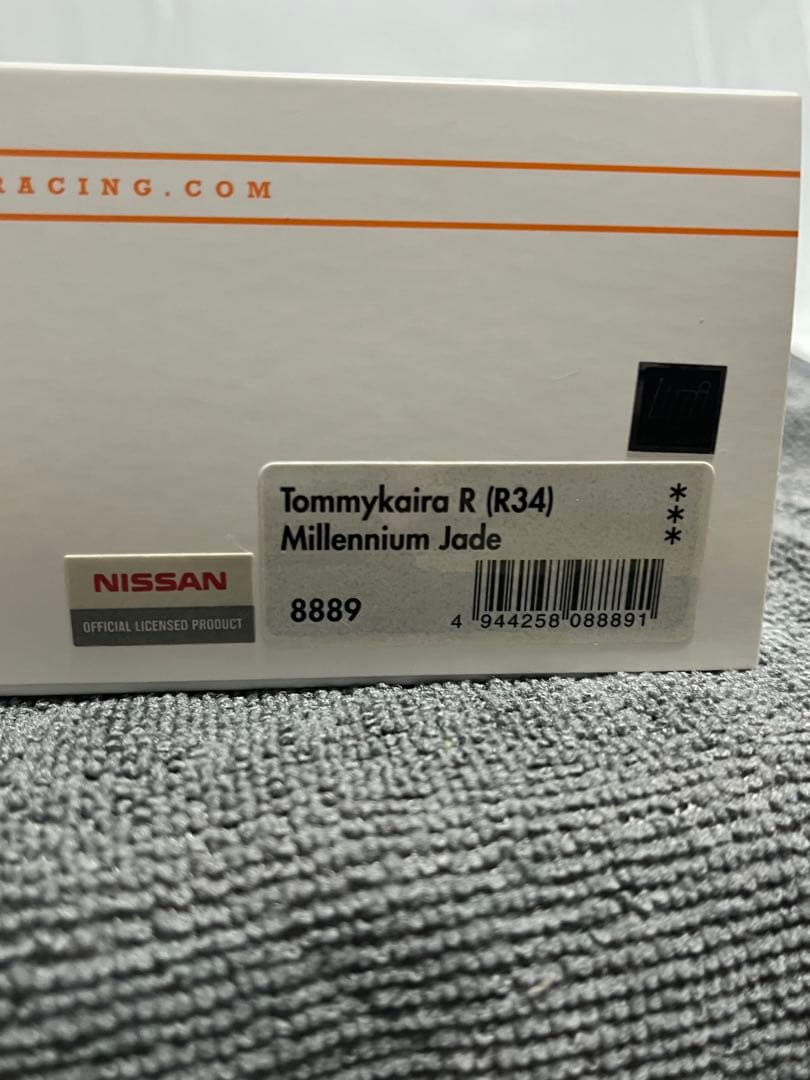 RACING.COM
Tommykaira R (R34)
Millennium Jade
***
NISSAN
OFFICIAL LICENSED PRODUCT
8889
4 944258 088891